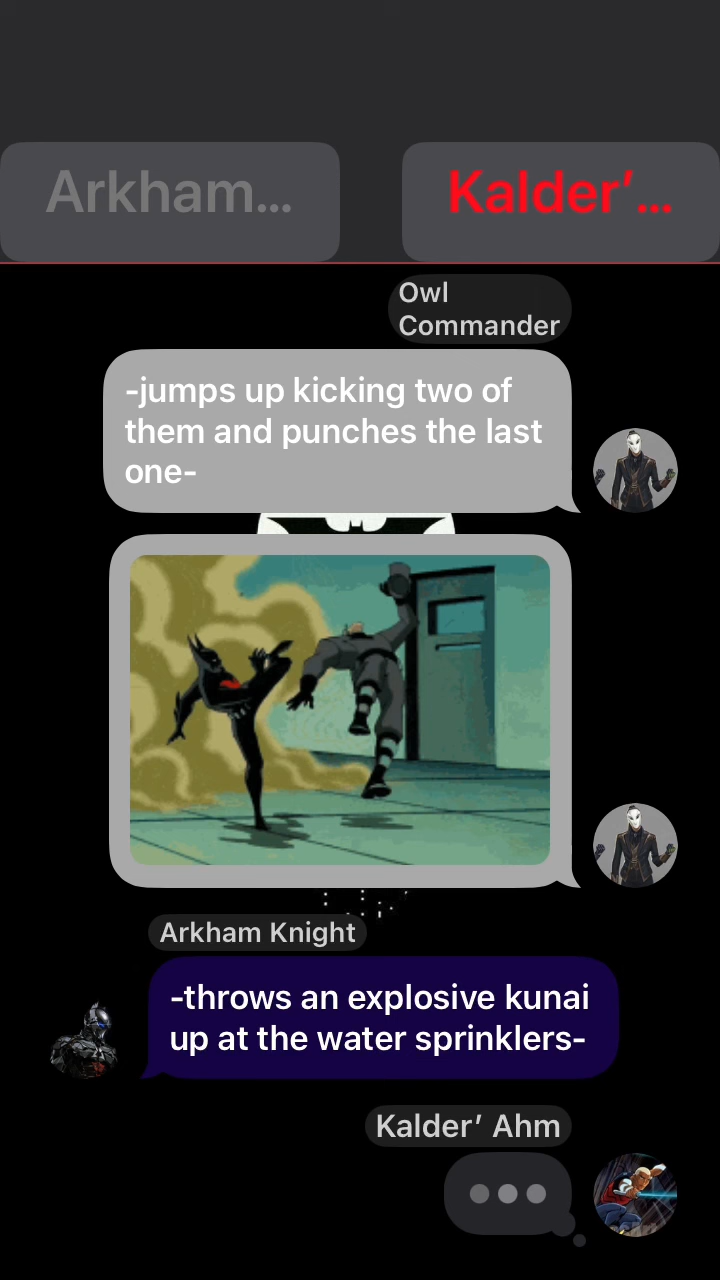 Arkham...
Kalder’...
Owl
Commander
-jumps up kicking two of
them and punches the last
one-
Arkham Knight
-throws an explosive kunai
up at the water sprinklers-
Kalder’ Ahm